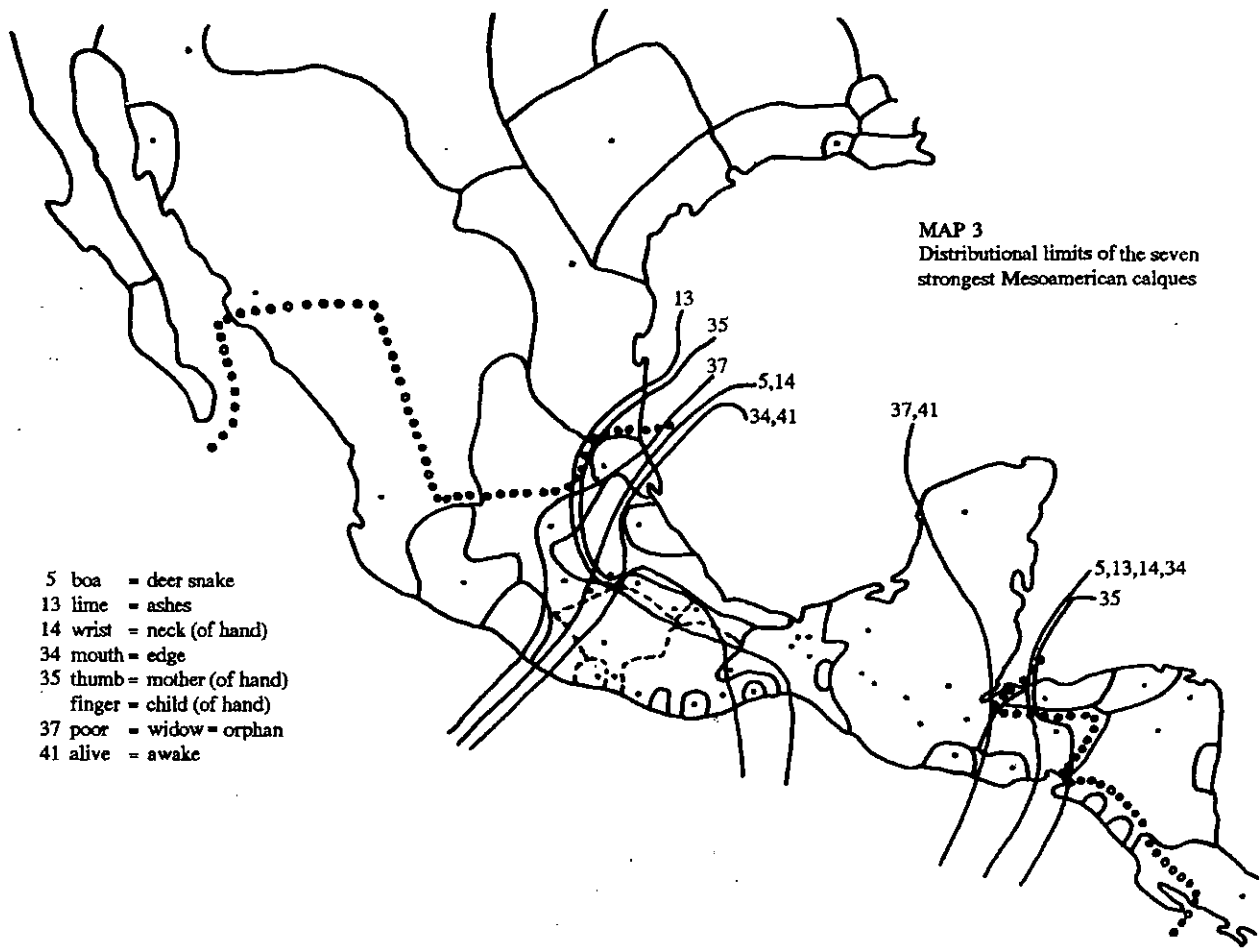 MAP 3
Distributional limits of the seven
strongest Mesoamerican calques
13
35
37
5,14
34,41
37,41
5,13,14,34
35
5 boa = deer snake
13 lime = ashes
14 wrist = neck (of hand)
34 mouth = edge
35 thumb = mother (of hand)
finger = child (of hand)
37 poor = widow = orphan
41 alive = awake